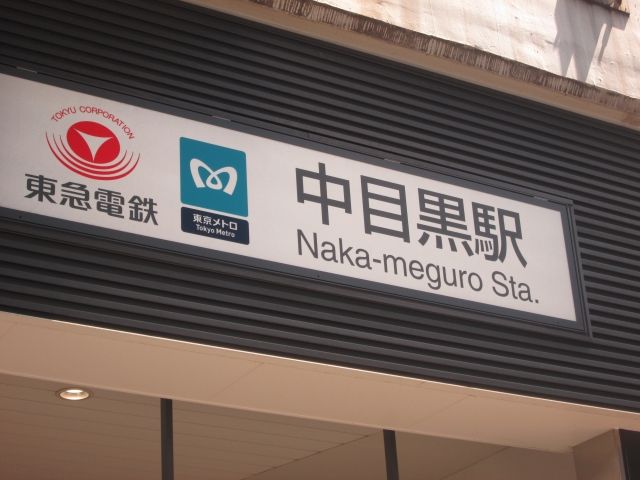 TOKYU CORPORATION
東急電鉄
東京メトロ
Tokyo Metro
中目黒駅
Naka-meguro Sta.